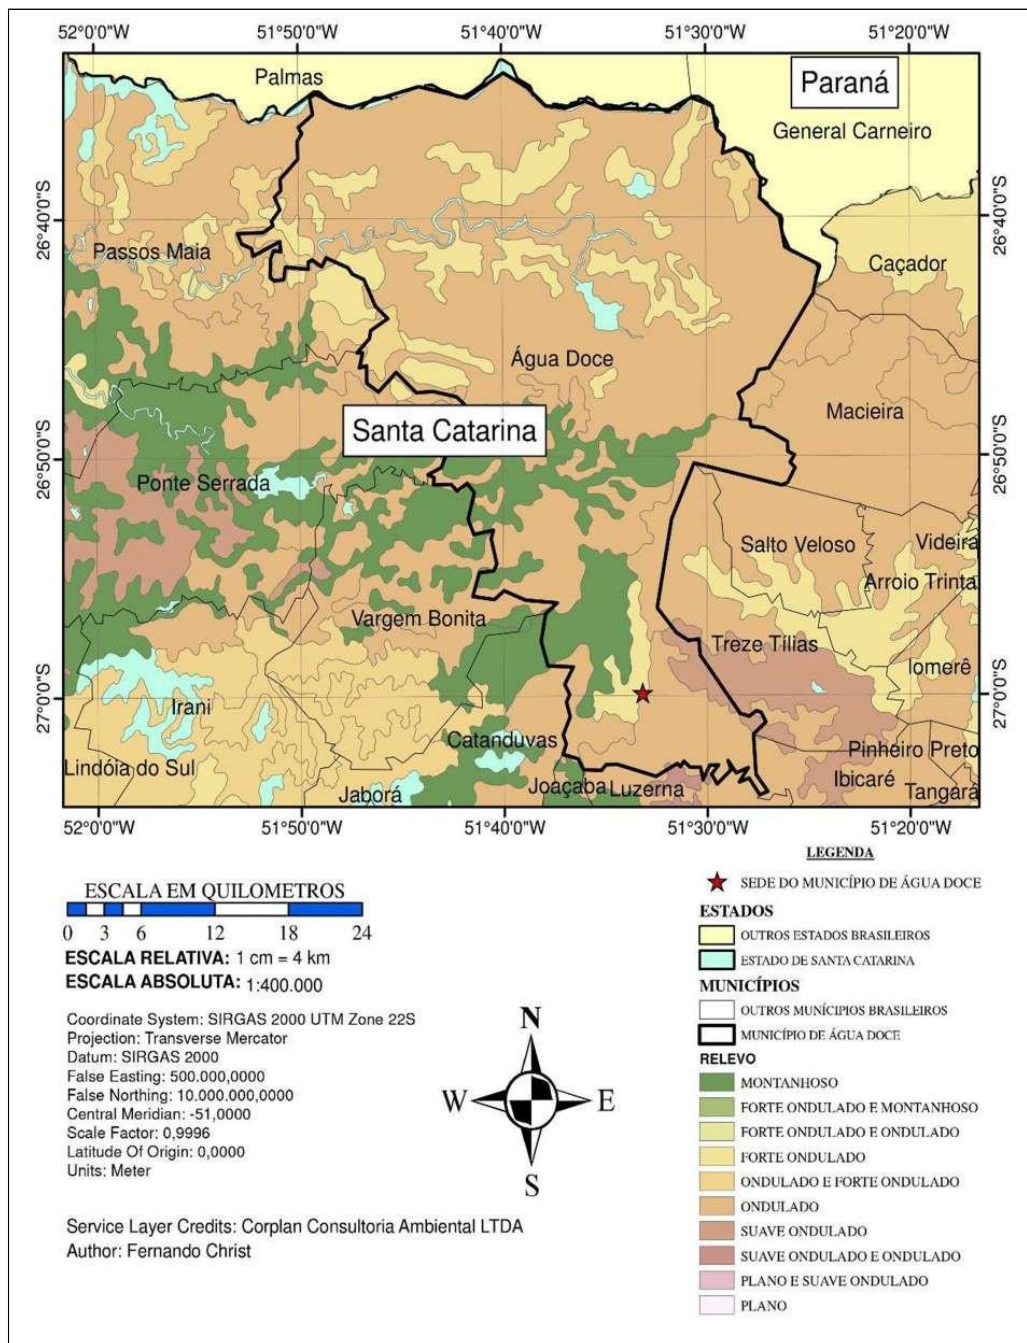 52°0'0"W 51°50'0"W 51°40'0"W 51°30'0"W 51°20'0"W
Palmas
Paraná
General Carneiro
26°40'0"S
26°40'0"S
Passos Maia
Caçador
Água Doce
Macieira
Santa Catarina
26°50'0"S
26°50'0"S
Ponte Serrada
Salto Veloso
Videira
Arroio Trinta
Vargem Bonita
Treze Tílias
Iomerê
27°0'0"S
27°0'0"S
Irani
Catanduvas
Pinheiro Preto
Lindóia do Sul
Ibicaré
Jaborá
Joaçaba
Luzerna
Tangará
52°0'0"W 51°50'0"W 51°40'0"W 51°30'0"W 51°20'0"W
ESCALA EM QUILOMETROS
0 3 6 12 18 24
ESCALA RELATIVA: 1 cm = 4 km
ESCALA ABSOLUTA: 1:400.000
Coordinate System: SIRGAS 2000 UTM Zone 22S
Projection: Transverse Mercator
Datum: SIRGAS 2000
False Easting: 500.000,0000
False Northing: 10.000.000,0000
Central Meridian: -51,0000
Scale Factor: 0,9996
Latitude Of Origin: 0,0000
Units: Meter
Service Layer Credits: Corplan Consultoria Ambiental LTDA
Author: Fernando Christ
N
W
E
S
LEGENDA
SEDE DO MUNICÍPIO DE ÁGUA DOCE
ESTADOS
OUTROS ESTADOS BRASILEIROS
ESTADO DE SANTA CATARINA
MUNICÍPIOS
OUTROS MUNÍCIPIOS BRASILEIROS
MUNICÍPIO DE ÁGUA DOCE
RELEVO
MONTANHOSO
FORTE ONDULADO E MONTANHOSO
FORTE ONDULADO E ONDULADO
FORTE ONDULADO
ONDULADO E FORTE ONDULADO
ONDULADO
SUAVE ONDULADO
SUAVE ONDULADO E ONDULADO
PLANO E SUAVE ONDULADO
PLANO